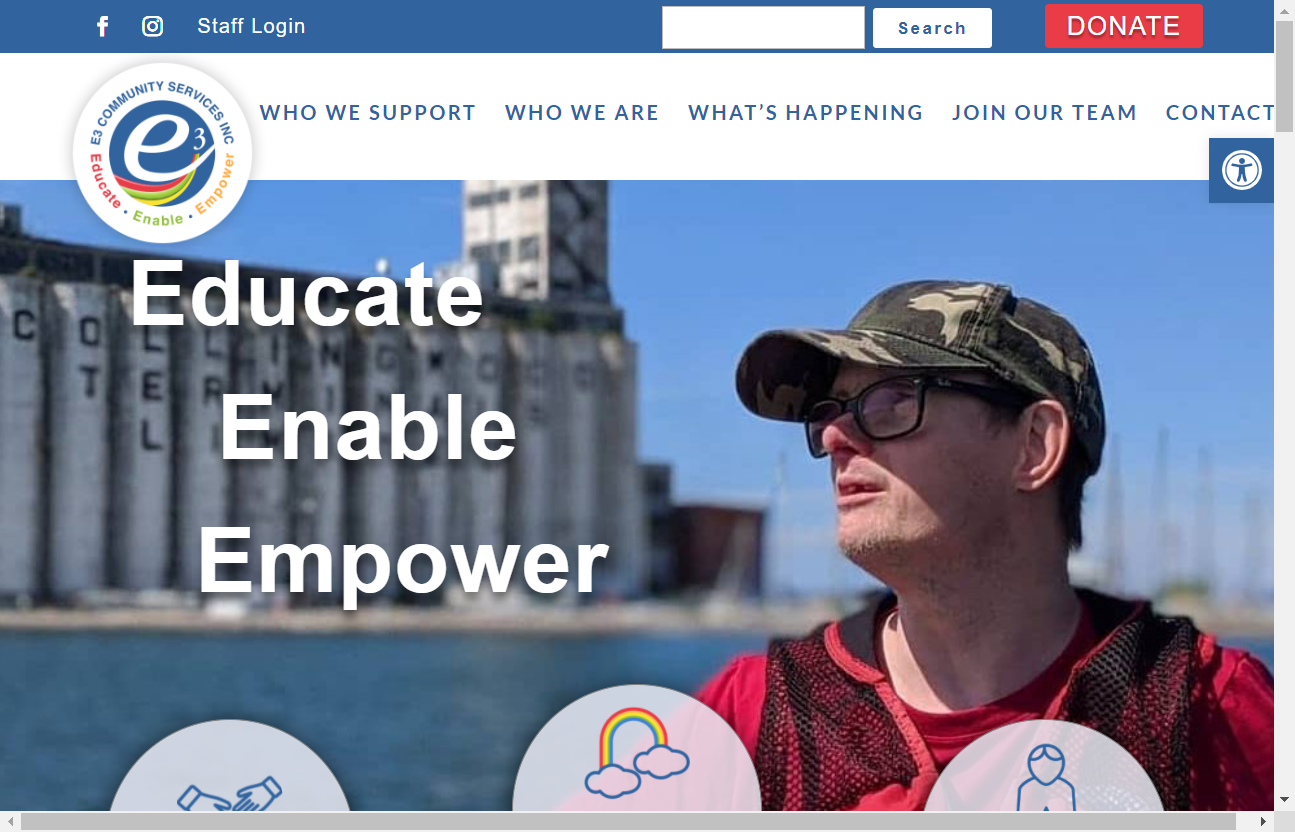 Staff Login
Search
DONATE
E3 COMMUNITY SERVICES INC
e3
Educate • Enable • Empower
WHO WE SUPPORT
WHO WE ARE
WHAT’S HAPPENING
JOIN OUR TEAM
CONTACT
Educate
Enable
Empower